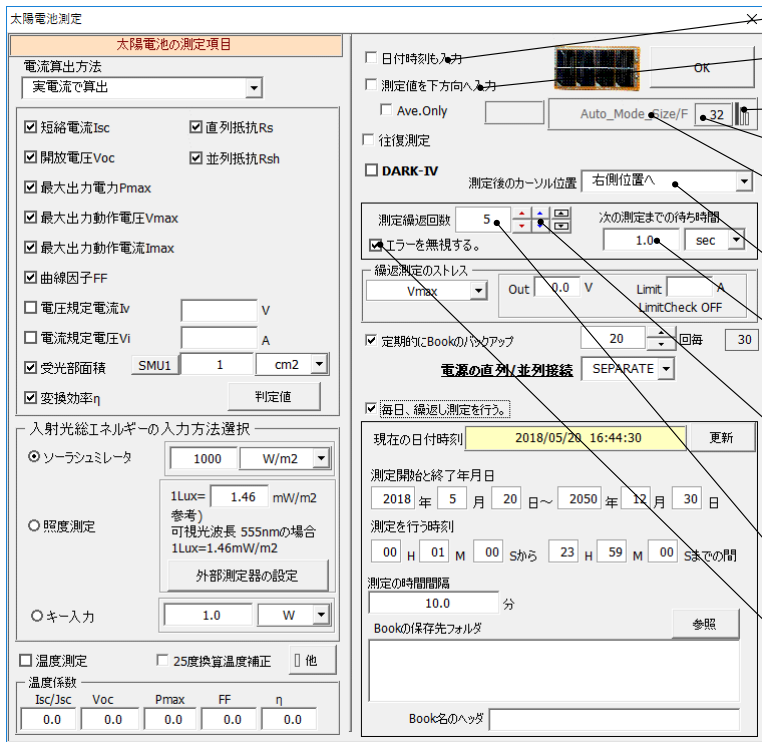 太陽電池測定
太陽電池の測定項目
電流算出方法
実電流で算出
短絡電流Isc
直列抵抗Rs
開放電圧Voc
並列抵抗Rsh
最大出力電力Pmax
最大出力動作電圧Vmax
最大出力動作電流Imax
曲線因子FF
電圧規定電流Iv V
電流規定電圧Vi A
受光部面積 SMU1 1 cm2
変換効率η 判定値
入射光総エネルギーの入力方法選択
ソーラシュミレータ 1000 W/m2
照度測定
1Lux= 1.46 mW/m2
参考)
可視光波長 555nmの場合
1Lux=1.46mW/m2
外部測定器の設定
キー入力 1.0 W
温度測定 25度換算温度補正 他
温度係数
Isc/Jsc Voc Pmax FF η
0.0 0.0 0.0 0.0 0.0
日付時刻も入力
OK
測定値を下方向へ入力
Ave.Only Auto_Mode_Size/F 32
往復測定
DARK-IV
測定後のカーソル位置 右側位置へ
測定繰返回数 5 次の測定までの待ち時間
エラーを無視する。 1.0 sec
繰返測定のストレス
Vmax Out 0.0 V Limit A
LimitCheck OFF
定期的にBookのバックアップ 20 回毎 30
電源の直列/並列接続 SEPARATE
毎日、繰返し測定を行う。
現在の日付時刻 2018/05/20 16:44:30 更新
測定開始と終了年月日
2018 年 5 月 20 日～ 2050 年 12 月 30 日
測定を行う時刻
00 H 01 M 00 Sから 23 H 59 M 00 Sまでの間
測定の時間間隔
10.0 分
Bookの保存先フォルダ 参照
Book名のヘッダ